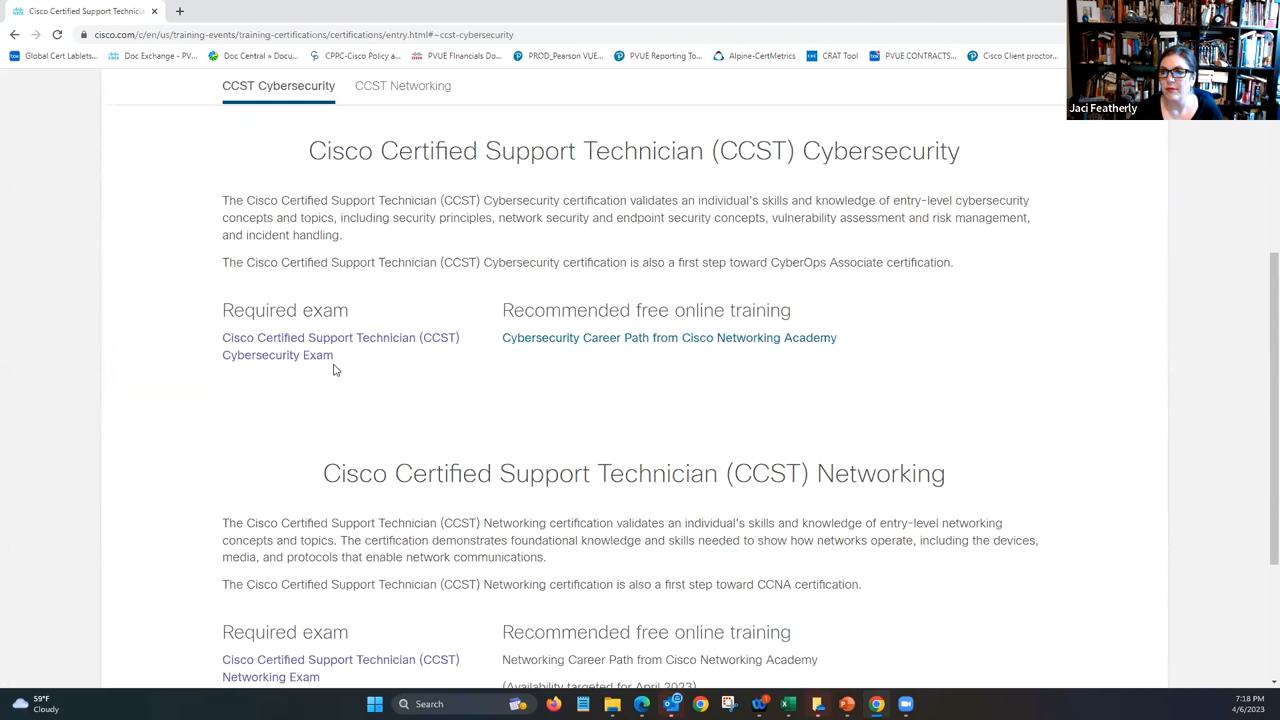 Cisco Certified Support Technician
cisco.com/c/en/us/training-events/training-certifications/certifications/entry.html#~ccst-cybersecurity
Global Cert Lablets...
Doc Exchange - PV...
Doc Central » Docu...
CPPC-Cisco Policy a...
PVUE FInancials Do...
PROD_Pearson VUE...
PVUE Reporting To...
Alpine-CertMetrics
CRAT Tool
PVUE CONTRACTS...
Cisco Client proctor...
Jaci Featherly
CCST Cybersecurity
CCST Networking
Cisco Certified Support Technician (CCST) Cybersecurity
The Cisco Certified Support Technician (CCST) Cybersecurity certification validates an individual's skills and knowledge of entry-level cybersecurity
concepts and topics, including security principles, network security and endpoint security concepts, vulnerability assessment and risk management,
and incident handling.
The Cisco Certified Support Technician (CCST) Cybersecurity certification is also a first step toward CyberOps Associate certification.
Required exam
Cisco Certified Support Technician (CCST)
Cybersecurity Exam
Recommended free online training
Cybersecurity Career Path from Cisco Networking Academy
Cisco Certified Support Technician (CCST) Networking
The Cisco Certified Support Technician (CCST) Networking certification validates an individual's skills and knowledge of entry-level networking
concepts and topics. The certification demonstrates foundational knowledge and skills needed to show how networks operate, including the devices,
media, and protocols that enable network communications.
The Cisco Certified Support Technician (CCST) Networking certification is also a first step toward CCNA certification.
Required exam
Cisco Certified Support Technician (CCST)
Networking Exam
Recommended free online training
Networking Career Path from Cisco Networking Academy
(Availability targeted for April 2023)
59°F
Cloudy
Search
7:18 PM
4/6/2023